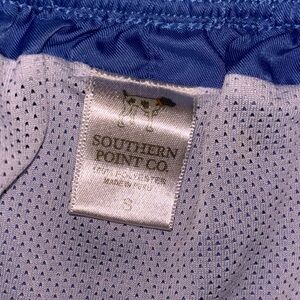 SOUTHERN
POINT CO.
100% POLYESTER
MADE IN PERU
S